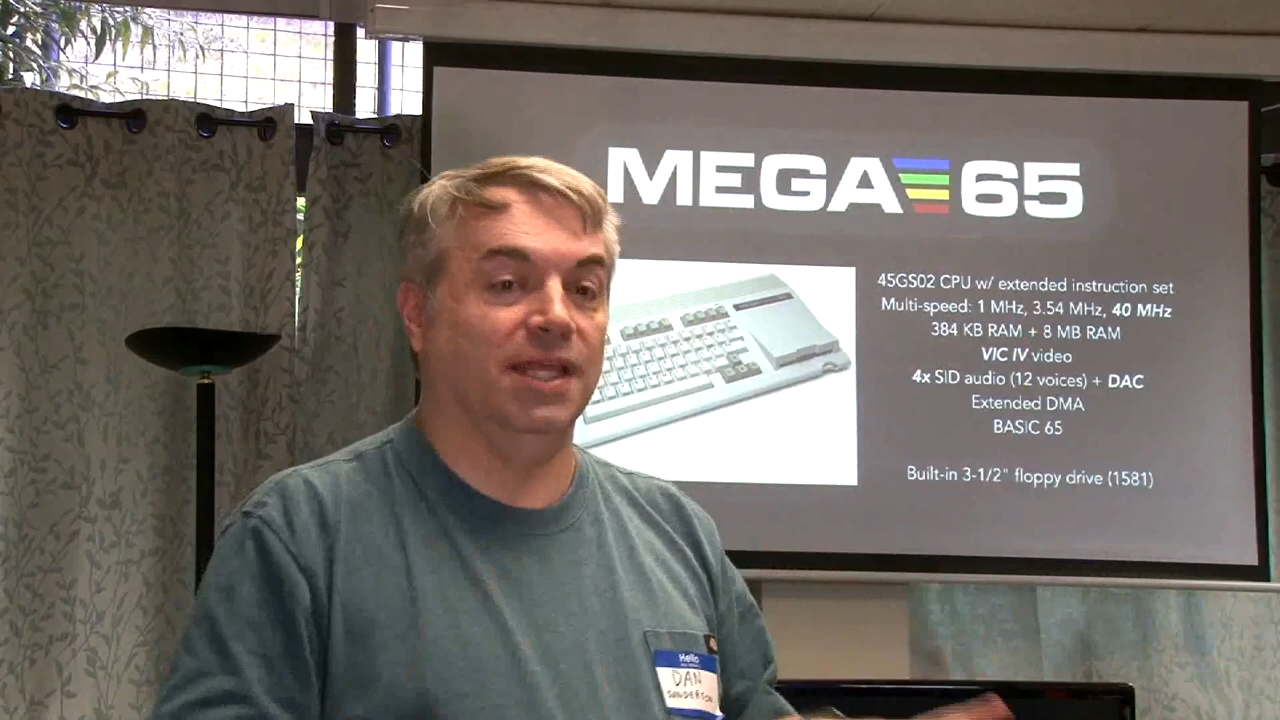 MEGA 65
45GS02 CPU w/ extended instruction set
Multi-speed: 1 MHz, 3.54 MHz, 40 MHz
384 KB RAM + 8 MB RAM
VIC IV video
4x SID audio (12 voices) + DAC
Extended DMA
BASIC 65
Built-in 3-1/2" floppy drive (1581)
Hello
DAN
SANDERSON